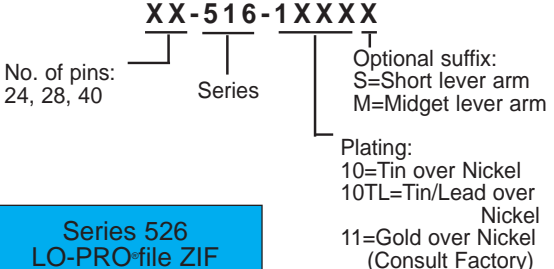 XX-516-1XXXX
No. of pins:
24, 28, 40
Series
Optional suffix:
S=Short lever arm
M=Midget lever arm
Plating:
10=Tin over Nickel
10TL=Tin/Lead over
Nickel
11=Gold over Nickel
(Consult Factory)
Series 526
LO-PRO®file ZIF